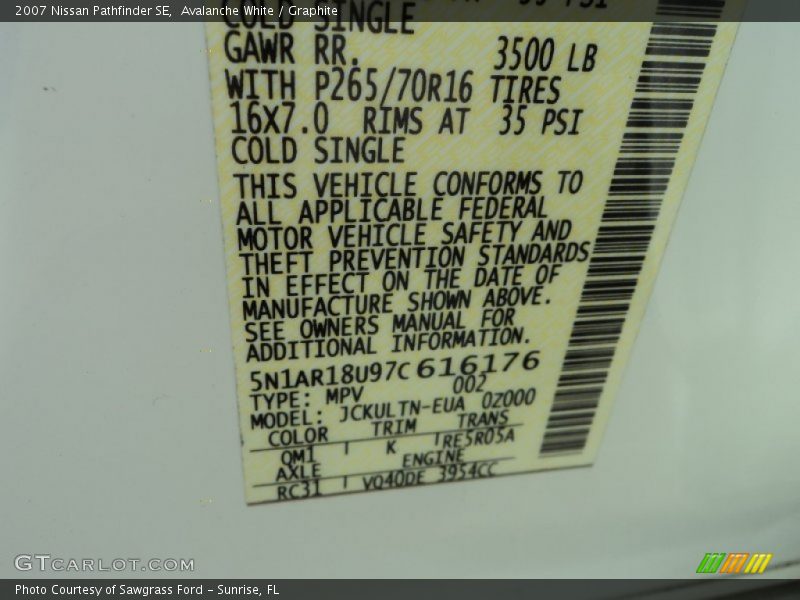 2007 Nissan Pathfinder SE, Avalanche White / Graphite
COLD SINGLE
GAWR RR. 3500 LB
WITH P265/70R16 TIRES
16X7.0 RIMS AT 35 PSI
COLD SINGLE
THIS VEHICLE CONFORMS TO
ALL APPLICABLE FEDERAL
MOTOR VEHICLE SAFETY AND
THEFT PREVENTION STANDARDS
IN EFFECT ON THE DATE OF
MANUFACTURE SHOWN ABOVE.
SEE OWNERS MANUAL FOR
ADDITIONAL INFORMATION.
5N1AR18U97C616176
TYPE: MPV 002
MODEL: JCKULTN-EUA 0Z000
COLOR TRIM TRANS
QM1 K RE5R05A
AXLE ENGINE
RC31 VQ40DE 3954CC
GTCARLOT.COM
Photo Courtesy of Sawgrass Ford - Sunrise, FL